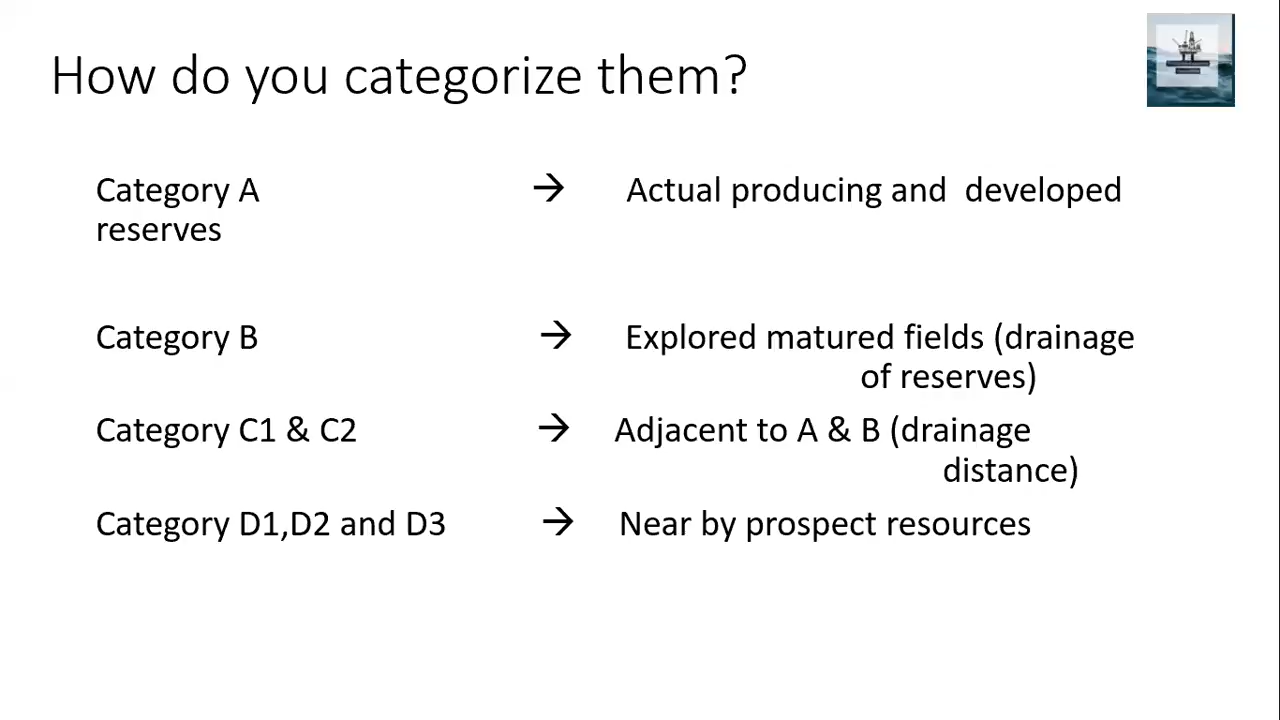 How do you categorize them?
Category A → Actual producing and developed
reserves
Category B → Explored matured fields (drainage
of reserves)
Category C1 & C2 → Adjacent to A & B (drainage
distance)
Category D1,D2 and D3 → Near by prospect resources